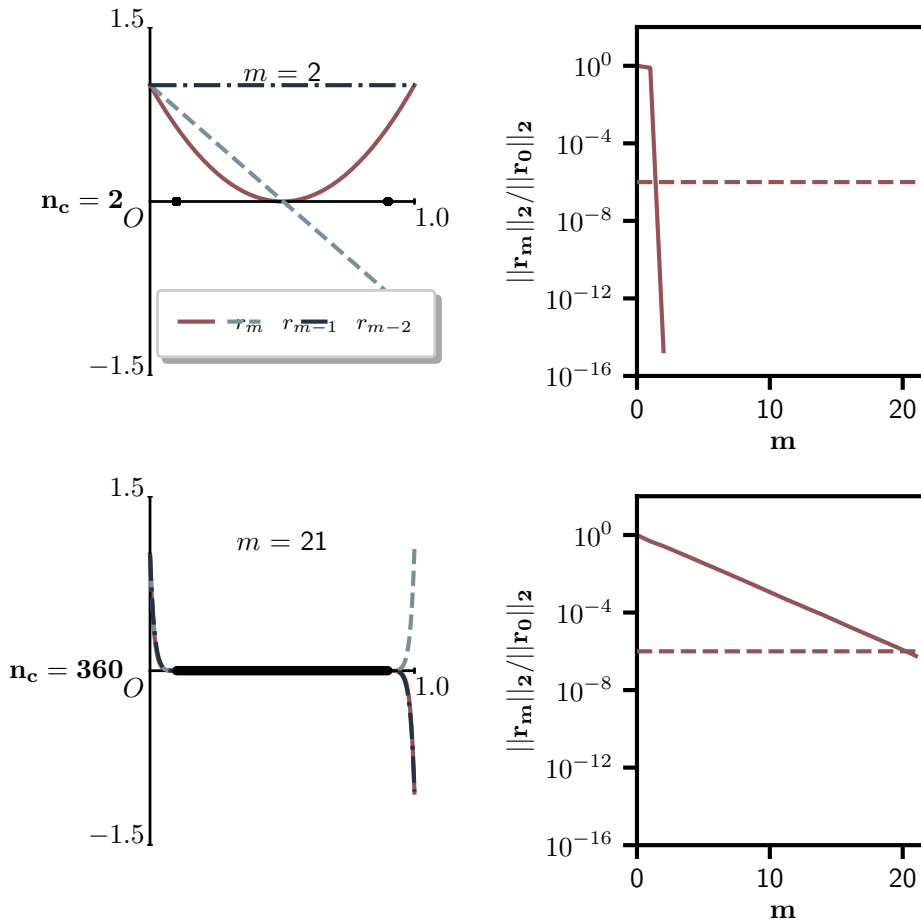 1.5
m = 2
n_c = 2
O
1.0
r_m r_{m−1} r_{m−2}
−1.5
||r_m||_2/||r_0||_2
10^0
10^{−4}
10^{−8}
10^{−12}
10^{−16}
0 10 20
m
1.5
m = 21
n_c = 360
O
1.0
−1.5
||r_m||_2/||r_0||_2
10^0
10^{−4}
10^{−8}
10^{−12}
10^{−16}
0 10 20
m